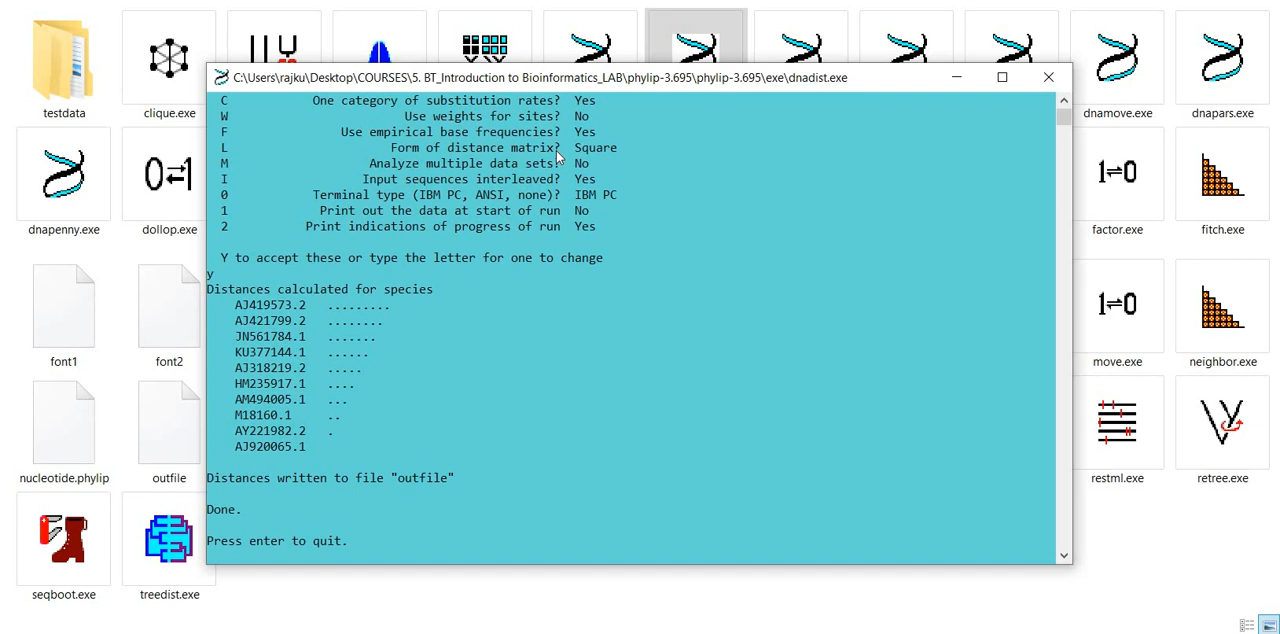 C:\Users\rajku\Desktop\COURSES\5. BT_Introduction to Bioinformatics_LAB\phylip-3.695\phylip-3.695\exe\dnadist.exe
C One category of substitution rates? Yes
W Use weights for sites? No
F Use empirical base frequencies? Yes
L Form of distance matrix? Square
M Analyze multiple data sets? No
I Input sequences interleaved? Yes
0 Terminal type (IBM PC, ANSI, none)? IBM PC
1 Print out the data at start of run No
2 Print indications of progress of run Yes
Y to accept these or type the letter for one to change
y
Distances calculated for species
AJ419573.2 .........
AJ421799.2 ........
JN561784.1 .......
KU377144.1 ......
AJ318219.2 .....
HM235917.1 ....
AM494005.1 ...
M18160.1 ..
AY221982.2 .
AJ920065.1
Distances written to file "outfile"
Done.
Press enter to quit.
testdata
clique.exe
dnamove.exe
dnapars.exe
0⇄1
1⇌0
dnapenny.exe
dollop.exe
factor.exe
fitch.exe
1⇌0
font1
font2
move.exe
neighbor.exe
nucleotide.phylip
outfile
restml.exe
retree.exe
seqboot.exe
treedist.exe